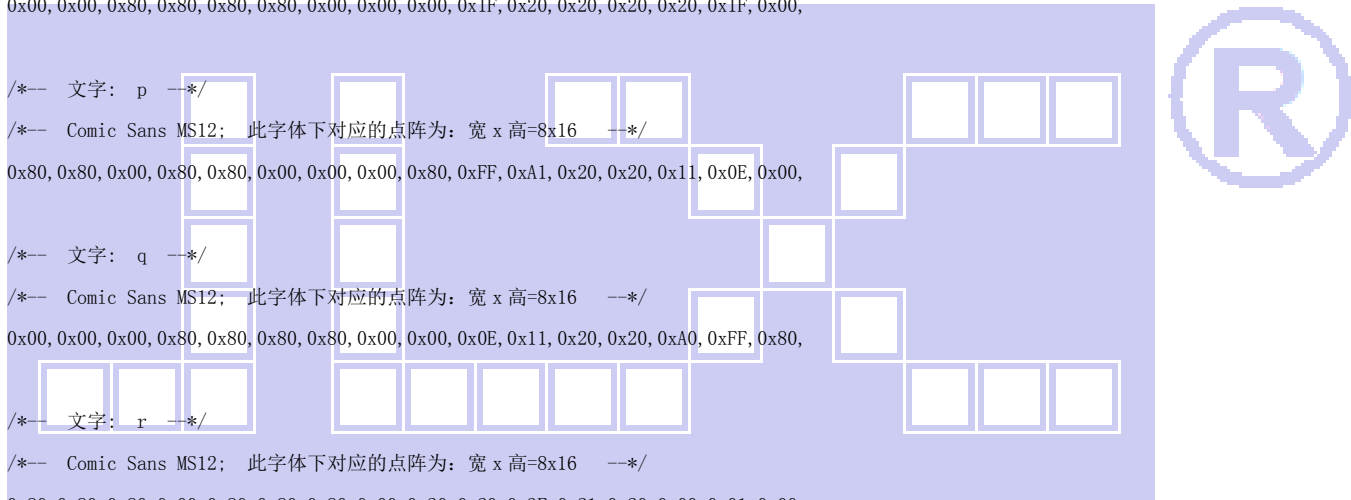 0x00,0x00,0x80,0x80,0x80,0x80,0x00,0x00,0x00,0x1F,0x20,0x20,0x20,0x20,0x1F,0x00,
/*--  文字:  p  --*/
/*--  Comic Sans MS12;  此字体下对应的点阵为：宽 x 高=8x16   --*/
0x80,0x80,0x00,0x80,0x80,0x00,0x00,0x00,0x80,0xFF,0xA1,0x20,0x20,0x11,0x0E,0x00,
/*--  文字:  q  --*/
/*--  Comic Sans MS12;  此字体下对应的点阵为：宽 x 高=8x16   --*/
0x00,0x00,0x00,0x80,0x80,0x80,0x80,0x00,0x00,0x0E,0x11,0x20,0x20,0xA0,0xFF,0x80,
/*--  文字:  r  --*/
/*--  Comic Sans MS12;  此字体下对应的点阵为：宽 x 高=8x16   --*/
®